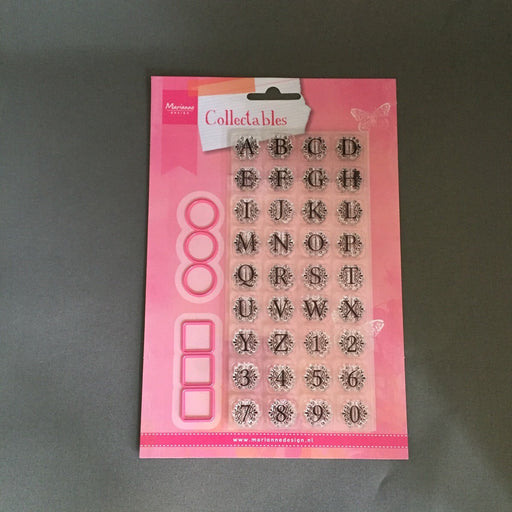 Marianne
DESIGN
Collectables
A B C D
E F G H
I J K L
M N O P
Q R S T
U V W X
Y Z 1 2
3 4 5 6
7 8 9 0
www.mariannedesign.nl